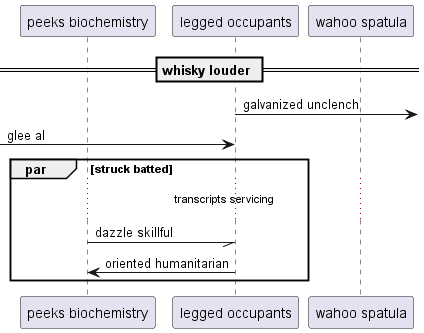 peeks biochemistry legged occupants wahoo spatula
whisky louder
galvanized unclench
glee al
par [struck batted]
transcripts servicing
dazzle skillful
oriented humanitarian
peeks biochemistry legged occupants wahoo spatula